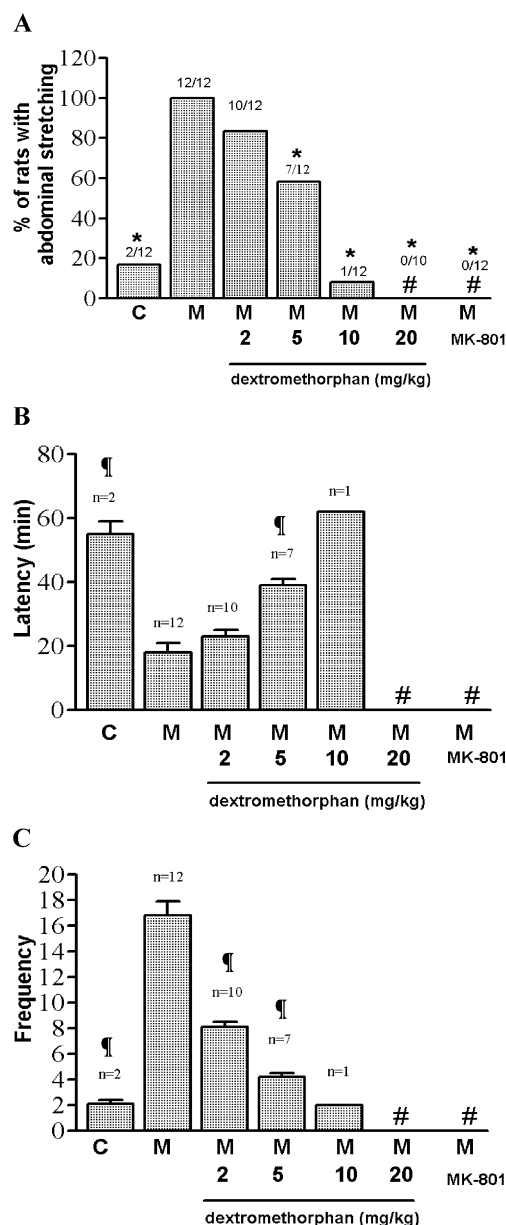 A
% of rats with
abdominal stretching
120
100
80
60
40
20
0
*
2/12
12/12
10/12
*
7/12
*
1/12
*
0/10
#
*
0/12
#
C M M M M M M
2 5 10 20 MK-801
dextromethorphan (mg/kg)
B
Latency (min)
80
60
40
20
0
¶
n=2
n=12
n=10
¶
n=7
n=1
#
#
C M M M M M M
2 5 10 20 MK-801
dextromethorphan (mg/kg)
C
Frequency
20
18
16
14
12
10
8
6
4
2
0
¶
n=2
n=12
¶
n=10
¶
n=7
n=1
#
#
C M M M M M M
2 5 10 20 MK-801
dextromethorphan (mg/kg)